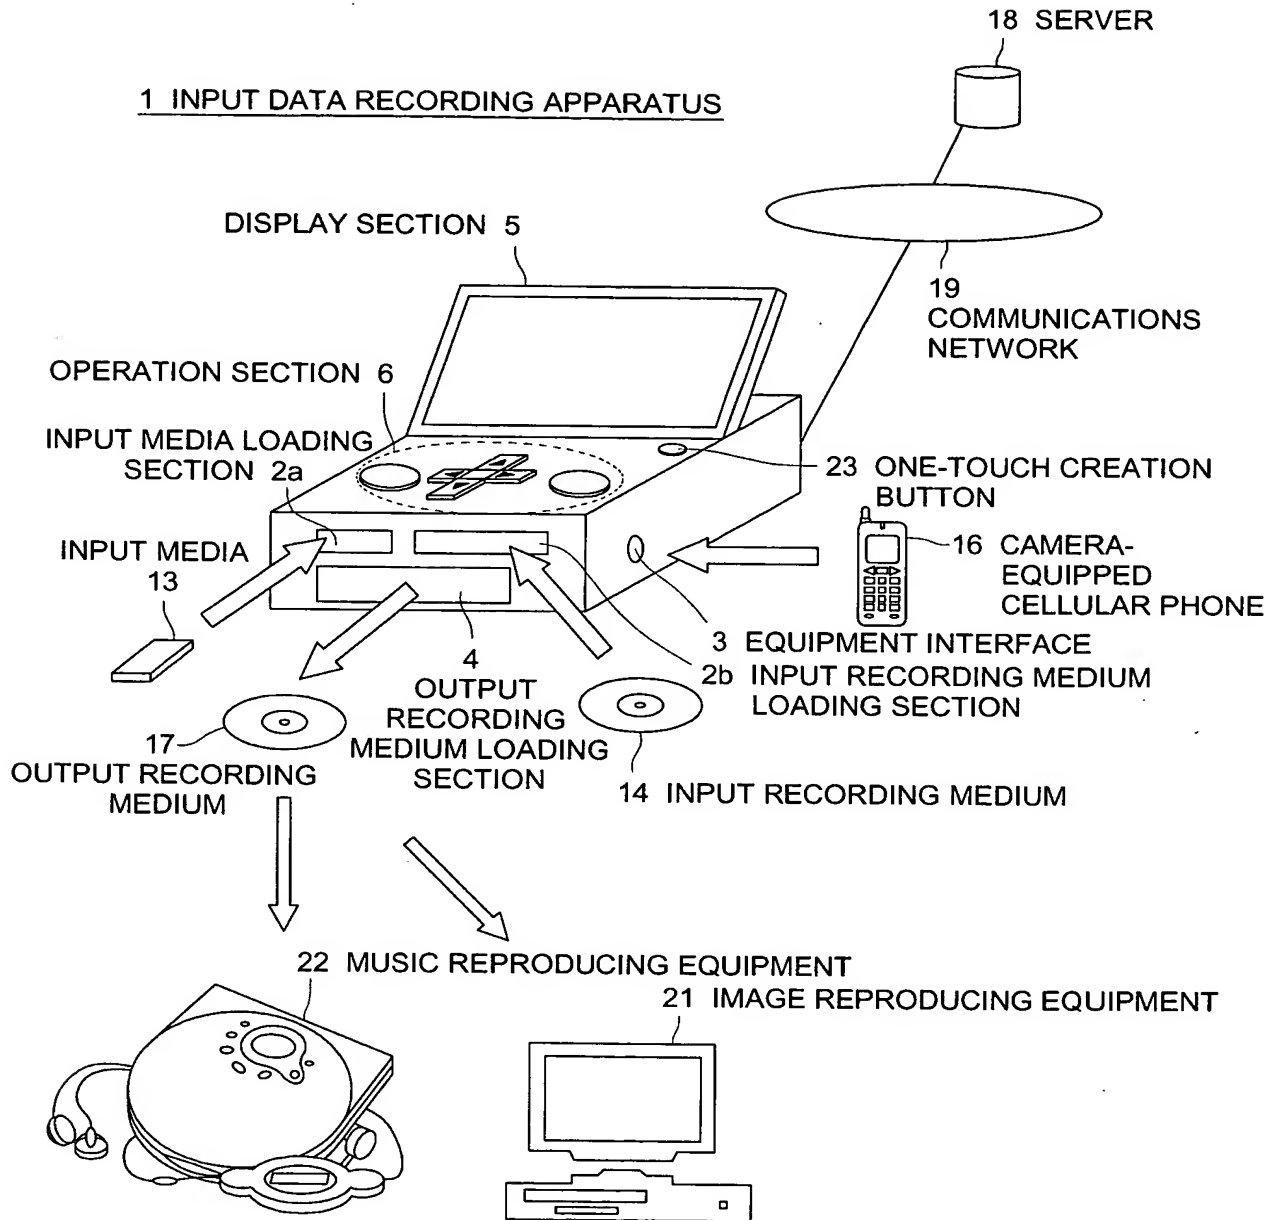 18 SERVER
1 INPUT DATA RECORDING APPARATUS
DISPLAY SECTION 5
19
COMMUNICATIONS
NETWORK
OPERATION SECTION 6
INPUT MEDIA LOADING
SECTION 2a
23 ONE-TOUCH CREATION
BUTTON
INPUT MEDIA
13
16 CAMERA-
EQUIPPED
CELLULAR PHONE
3 EQUIPMENT INTERFACE
2b INPUT RECORDING MEDIUM
LOADING SECTION
4
OUTPUT
RECORDING
MEDIUM LOADING
SECTION
17
OUTPUT RECORDING
MEDIUM
14 INPUT RECORDING MEDIUM
22 MUSIC REPRODUCING EQUIPMENT
21 IMAGE REPRODUCING EQUIPMENT